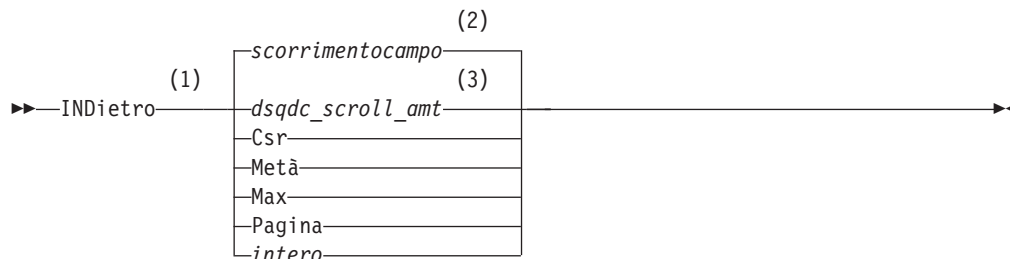 (2)
scorrimentocampo
(1) (3)
INDietro dsqdc_scroll_amt
Csr
Metà
Max
Pagina
intero